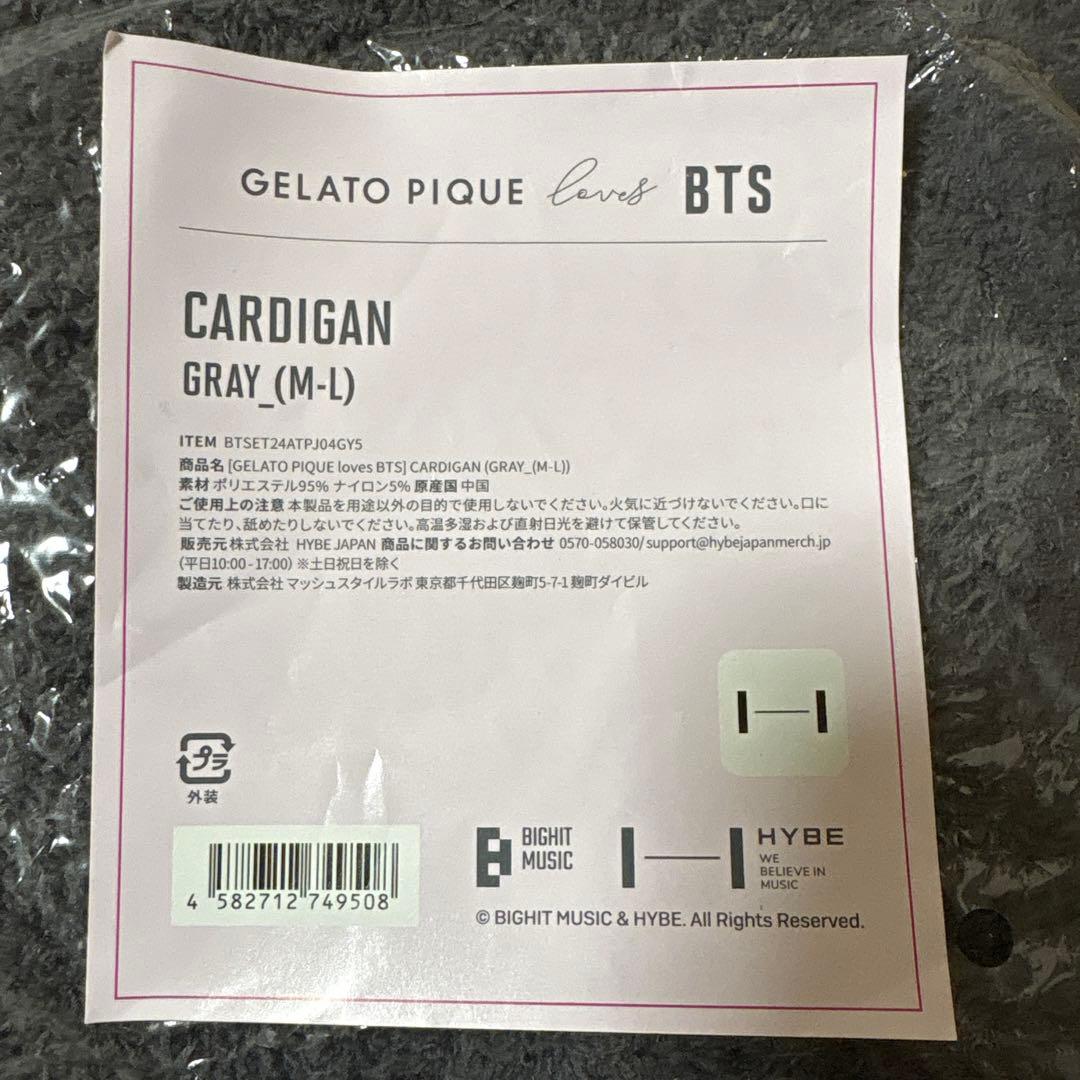 GELATO PIQUE loves BTS
CARDIGAN
GRAY_(M-L)
ITEM BTSET24ATPJ04GY5
商品名 [GELATO PIQUE loves BTS] CARDIGAN (GRAY_(M-L))
素材 ポリエステル95% ナイロン5% 原産国 中国
ご使用上の注意 本製品を用途以外の目的で使用しないでください。火気に近づけないでください。口に
当てたり、舐めたりしないでください。高温多湿および直射日光を避けて保管してください。
販売元 株式会社 HYBE JAPAN 商品に関するお問い合わせ 0570-058030/ support@hybejapanmerch.jp
(平日10:00 - 17:00) ※土日祝日を除く
製造元 株式会社 マッシュスタイルラボ 東京都千代田区麹町5-7-1 麹町ダイビル
プラ
外装
4 582712 749508
BIGHIT
MUSIC
HYBE
WE
BELIEVE IN
MUSIC
© BIGHIT MUSIC & HYBE. All Rights Reserved.